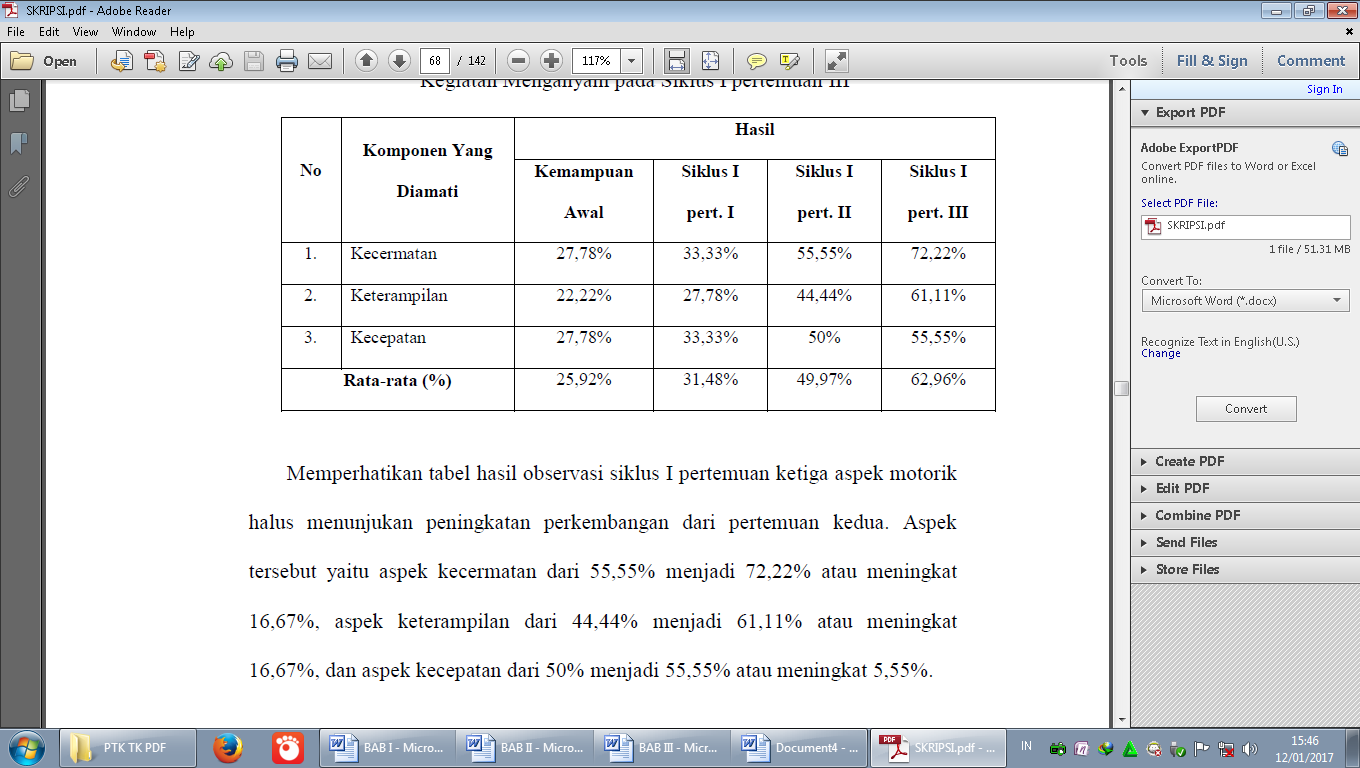 SKRIPSI.pdf - Adobe Reader
File Edit View Window Help
Open 68 / 142 117% Tools Fill & Sign Comment
Sign In
Kegiatan Menganyam pada Siklus I pertemuan III
No Komponen Yang Diamati Hasil
Kemampuan Awal Siklus I pert. I Siklus I pert. II Siklus I pert. III
1. Kecermatan 27,78% 33,33% 55,55% 72,22%
2. Keterampilan 22,22% 27,78% 44,44% 61,11%
3. Kecepatan 27,78% 33,33% 50% 55,55%
Rata-rata (%) 25,92% 31,48% 49,97% 62,96%
Memperhatikan tabel hasil observasi siklus I pertemuan ketiga aspek motorik
halus menunjukan peningkatan perkembangan dari pertemuan kedua. Aspek
tersebut yaitu aspek kecermatan dari 55,55% menjadi 72,22% atau meningkat
16,67%, aspek keterampilan dari 44,44% menjadi 61,11% atau meningkat
16,67%, dan aspek kecepatan dari 50% menjadi 55,55% atau meningkat 5,55%.
Export PDF
Adobe ExportPDF
Convert PDF files to Word or Excel
online.
Select PDF File:
SKRIPSI.pdf
1 file / 51.31 MB
Convert To:
Microsoft Word (*.docx)
Recognize Text in English(U.S.)
Change
Convert
Create PDF
Edit PDF
Combine PDF
Send Files
Store Files
PTK TK PDF
BAB I - Micro...
BAB II - Micro...
BAB III - Micr...
Document4 - ...
PDF
SKRIPSI.pdf - ...
IN
15:46
12/01/2017